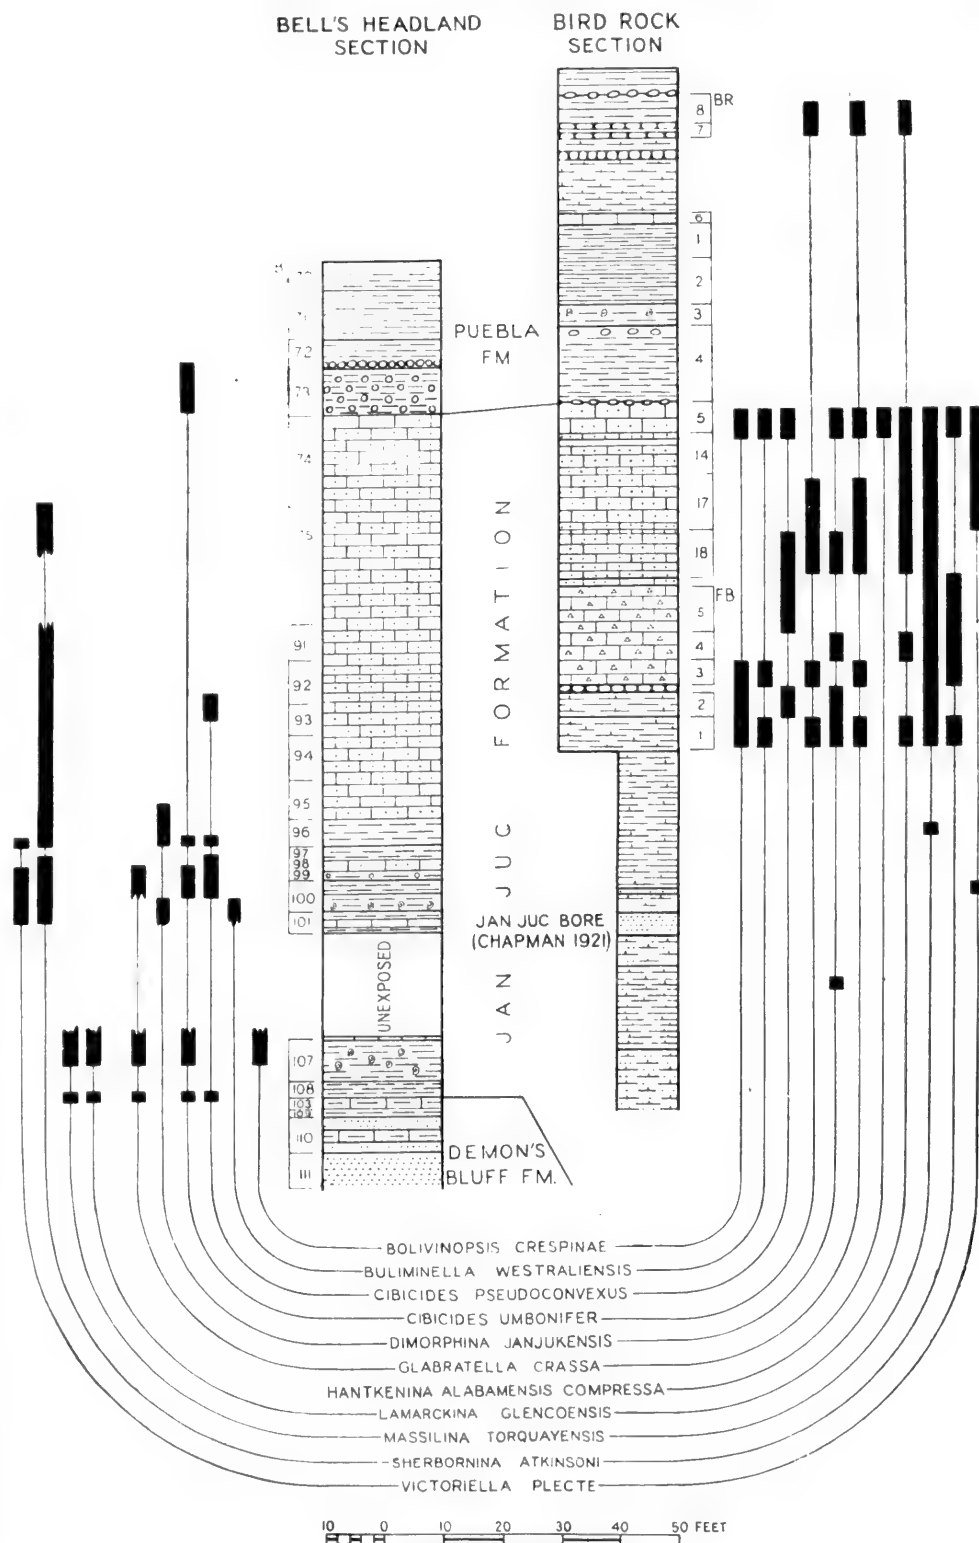 BELL'S HEADLAND
SECTION
BIRD ROCK
SECTION
BR
8
7
6
1
2
3
4
5
14
17
18
FB
5
4
3
2
1
PUEBLA
FM
72
73
74
91
92
93
94
95
96
97
98
99
100
101
107
108
110
111
UNEXPOSED
JAN JUC FORMATION
JAN JUC BORE
(CHAPMAN 1921)
DEMON'S
BLUFF FM.
BOLIVINOPSIS CRESPINAE
BULIMINELLA WESTRALIENSIS
CIBICIDES PSEUDOCONVEXUS
CIBICIDES UMBONIFER
DIMORPHINA JANJUKENSIS
GLABRATELLA CRASSA
HANTKENINA ALABAMENSIS COMPRESSA
LAMARCKINA GLENCOENSIS
MASSILINA TORQUAYENSIS
SHERBORNINA ATKINSONI
VICTORIELLA PLECTE
10 0 10 20 30 40 50 FEET